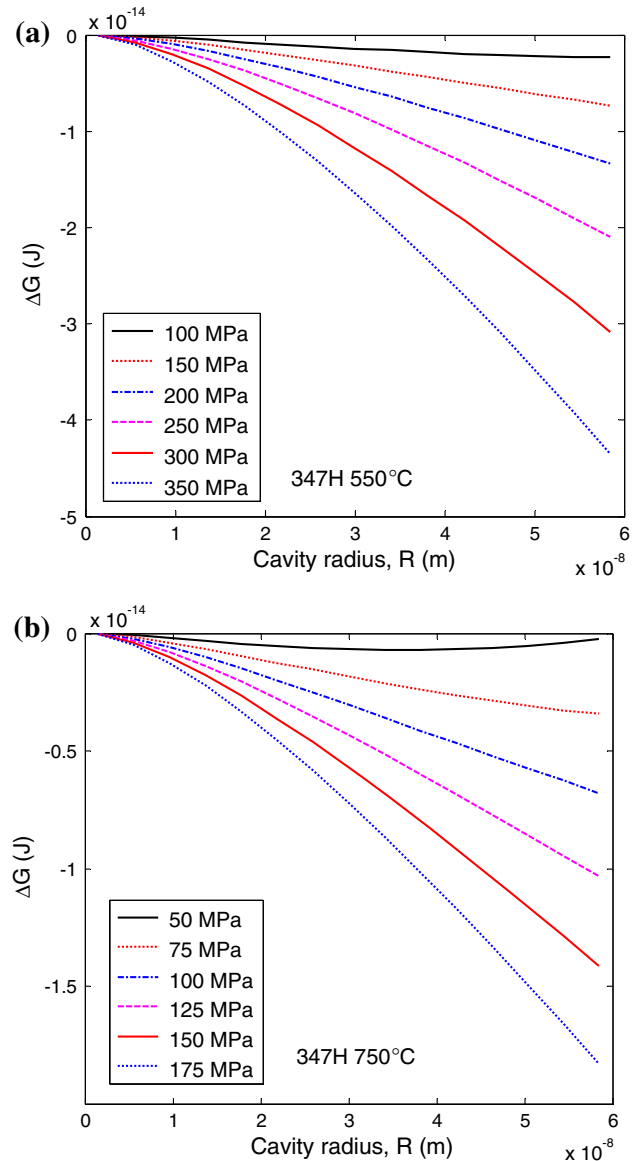 (a)
x 10-14
0
-1
-2
-3
-4
-5
ΔG (J)
100 MPa
150 MPa
200 MPa
250 MPa
300 MPa
350 MPa
347H 550°C
0 1 2 3 4 5 6
Cavity radius, R (m)
x 10-8
(b)
x 10-14
0
-0.5
-1
-1.5
ΔG (J)
50 MPa
75 MPa
100 MPa
125 MPa
150 MPa
175 MPa
347H 750°C
0 1 2 3 4 5 6
Cavity radius, R (m)
x 10-8